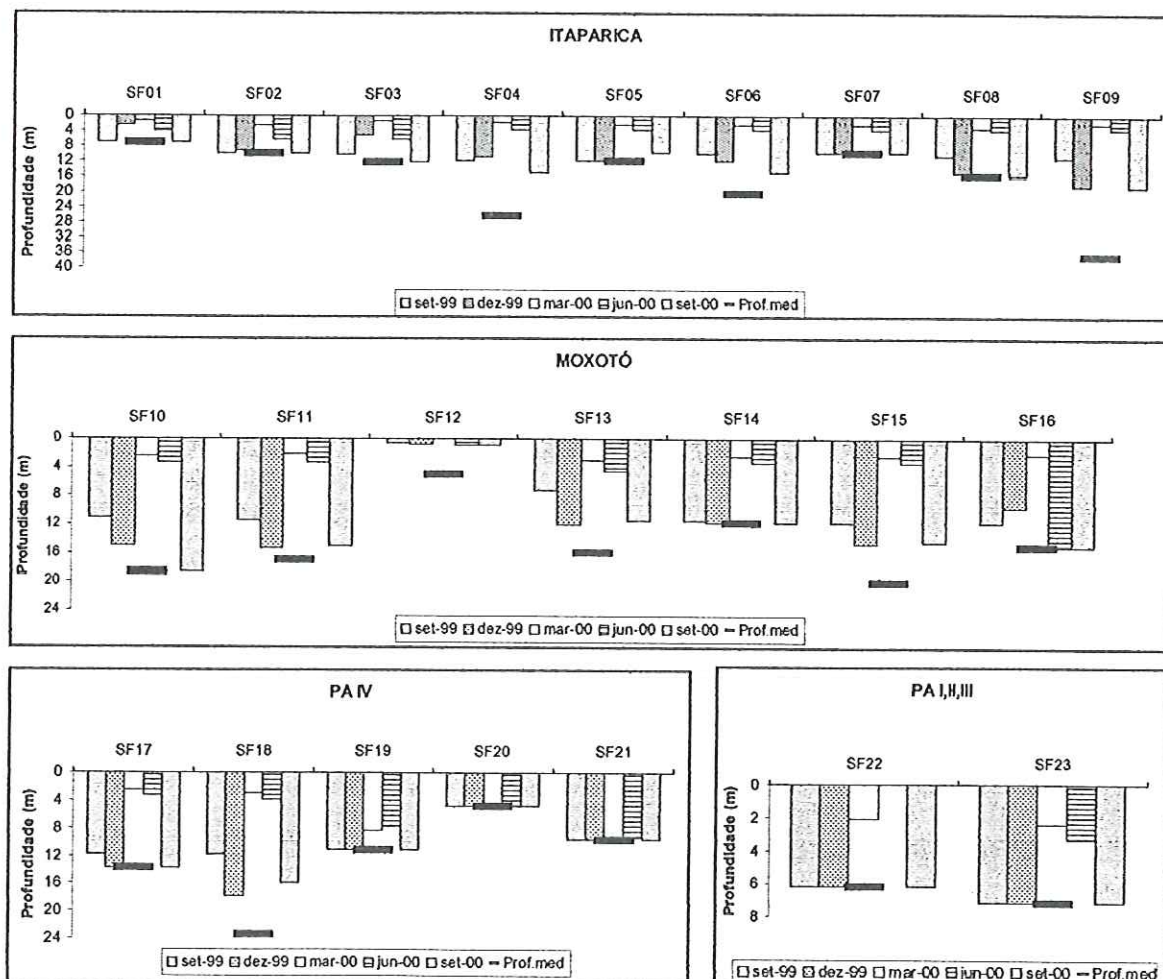 ITAPARICA
SF01 SF02 SF03 SF04 SF05 SF06 SF07 SF08 SF09
Profundidade (m)
0
4
8
12
16
20
24
28
32
36
40
set-99 dez-99 mar-00 jun-00 set-00 Prof.med
MOXOTÓ
SF10 SF11 SF12 SF13 SF14 SF15 SF16
Profundidade (m)
0
4
8
12
16
20
24
set-99 dez-99 mar-00 jun-00 set-00 Prof.med
PA IV
SF17 SF18 SF19 SF20 SF21
Profundidade (m)
0
4
8
12
16
20
24
set-99 dez-99 mar-00 jun-00 set-00 Prof.med
PA I,II,III
SF22 SF23
Profundidade (m)
0
2
4
6
8
set-99 dez-99 mar-00 jun-00 set-00 Prof.med